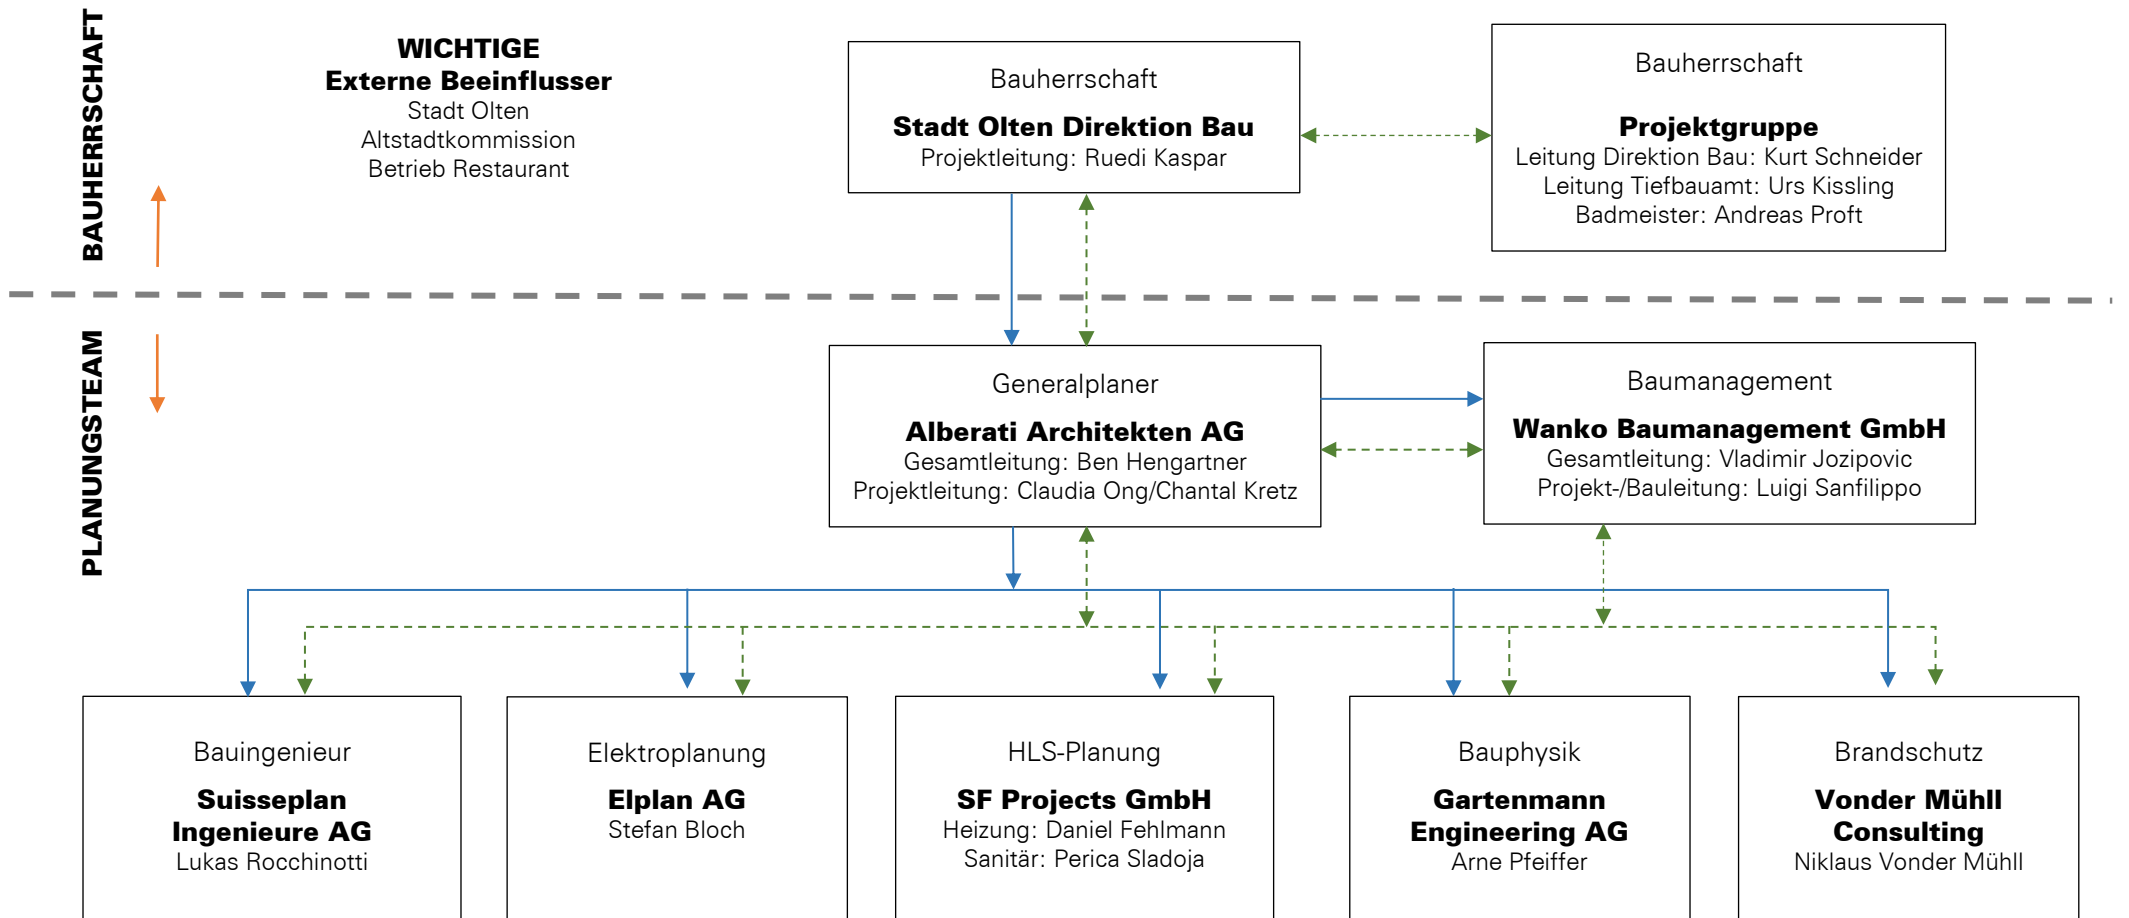 BAUHERRSCHAFT
WICHTIGE
Externe Beeinflusser
Stadt Olten
Altstadtkommission
Betrieb Restaurant
Bauherrschaft
Stadt Olten Direktion Bau
Projektleitung: Ruedi Kaspar
Bauherrschaft
Projektgruppe
Leitung Direktion Bau: Kurt Schneider
Leitung Tiefbauamt: Urs Kissling
Badmeister: Andreas Proft
PLANUNGSTEAM
Generalplaner
Alberati Architekten AG
Gesamtleitung: Ben Hengartner
Projektleitung: Claudia Ong/Chantal Kretz
Baumanagement
Wanko Baumanagement GmbH
Gesamtleitung: Vladimir Jozipovic
Projekt-/Bauleitung: Luigi Sanfilippo
Bauingenieur
Suisseplan
Ingenieure AG
Lukas Rocchinotti
Elektroplanung
Elplan AG
Stefan Bloch
HLS-Planung
SF Projects GmbH
Heizung: Daniel Fehlmann
Sanitär: Perica Sladoja
Bauphysik
Gartenmann
Engineering AG
Arne Pfeiffer
Brandschutz
Vonder Mühll
Consulting
Niklaus Vonder Mühll